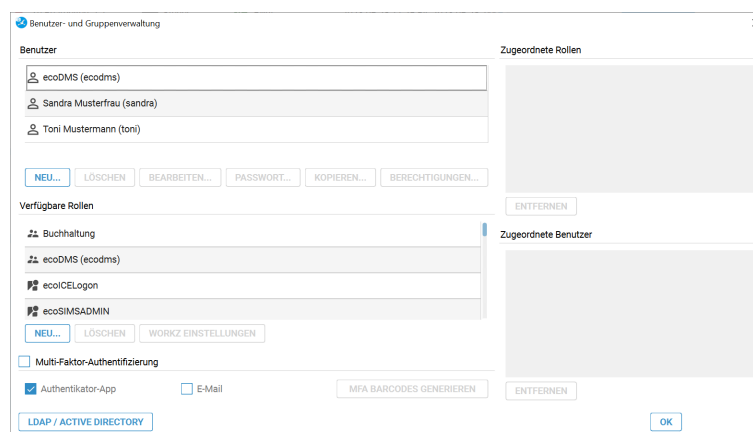 Benutzer- und Gruppenverwaltung
Benutzer
ecoDMS (ecodms)
Sandra Musterfrau (sandra)
Toni Mustermann (toni)
NEU... LÖSCHEN BEARBEITEN... PASSWORT... KOPIEREN... BERECHTIGUNGEN...
Verfügbare Rollen
Buchhaltung
ecoDMS (ecodms)
ecoICELogon
ecoSIMSADMIN
NEU... LÖSCHEN WORKZ EINSTELLUNGEN
Multi-Faktor-Authentifizierung
Authentikator-App E-Mail MFA BARCODES GENERIEREN
LDAP / ACTIVE DIRECTORY
Zugeordnete Rollen
ENTFERNEN
Zugeordnete Benutzer
ENTFERNEN
OK